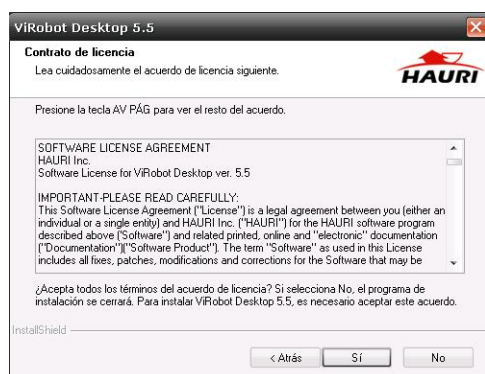 ViRobot Desktop 5.5
Contrato de licencia
Lea cuidadosamente el acuerdo de licencia siguiente.
HAURI
Presione la tecla AV PÁG para ver el resto del acuerdo.
SOFTWARE LICENSE AGREEMENT
HAURI Inc.
Software License for ViRobot Desktop ver. 5.5
IMPORTANT-PLEASE READ CAREFULLY:
This Software License Agreement ("License") is a legal agreement between you (either an
individual or a single entity) and HAURI Inc. ("HAURI") for the HAURI software program
described above ("Software") and related printed, online and "electronic" documentation
("Documentation")("Software Product"). The term "Software" as used in this License
includes all fixes, patches, modifications and corrections for the Software that may be
¿Acepta todos los términos del acuerdo de licencia? Si selecciona No, el programa de
instalación se cerrará. Para instalar ViRobot Desktop 5.5, es necesario aceptar este acuerdo.
InstallShield
< Atrás Sí No